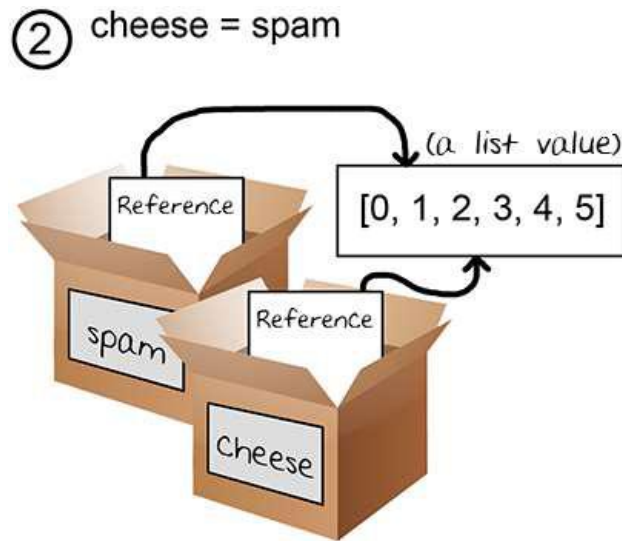 2 cheese = spam
(a list value)
Reference
[0, 1, 2, 3, 4, 5]
Reference
spam
cheese